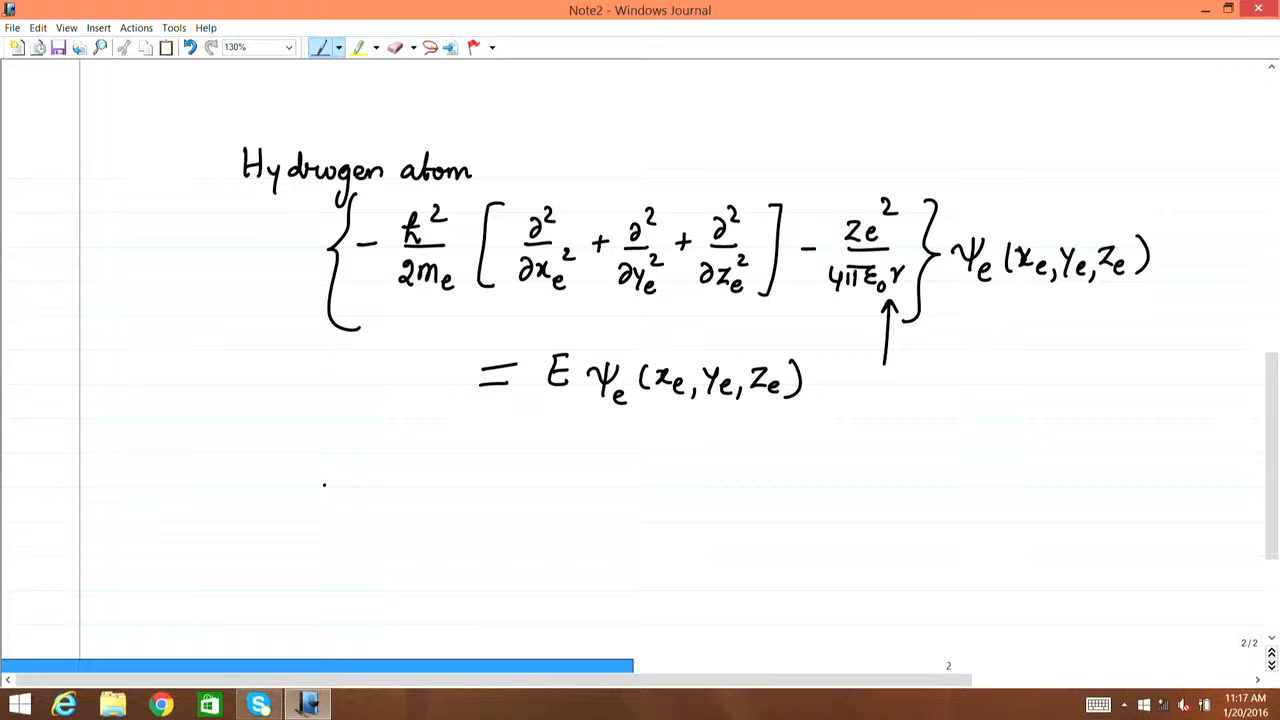 Note2 - Windows Journal
File Edit View Insert Actions Tools Help
130%
Hydrogen atom
{ - ℏ² / 2mₑ [ ∂²/∂xₑ² + ∂²/∂yₑ² + ∂²/∂zₑ² ] - Ze² / 4πε₀r } ψₑ (xₑ, yₑ, zₑ)
= E ψₑ (xₑ, yₑ, zₑ)
2/2
2
11:17 AM
1/20/2016